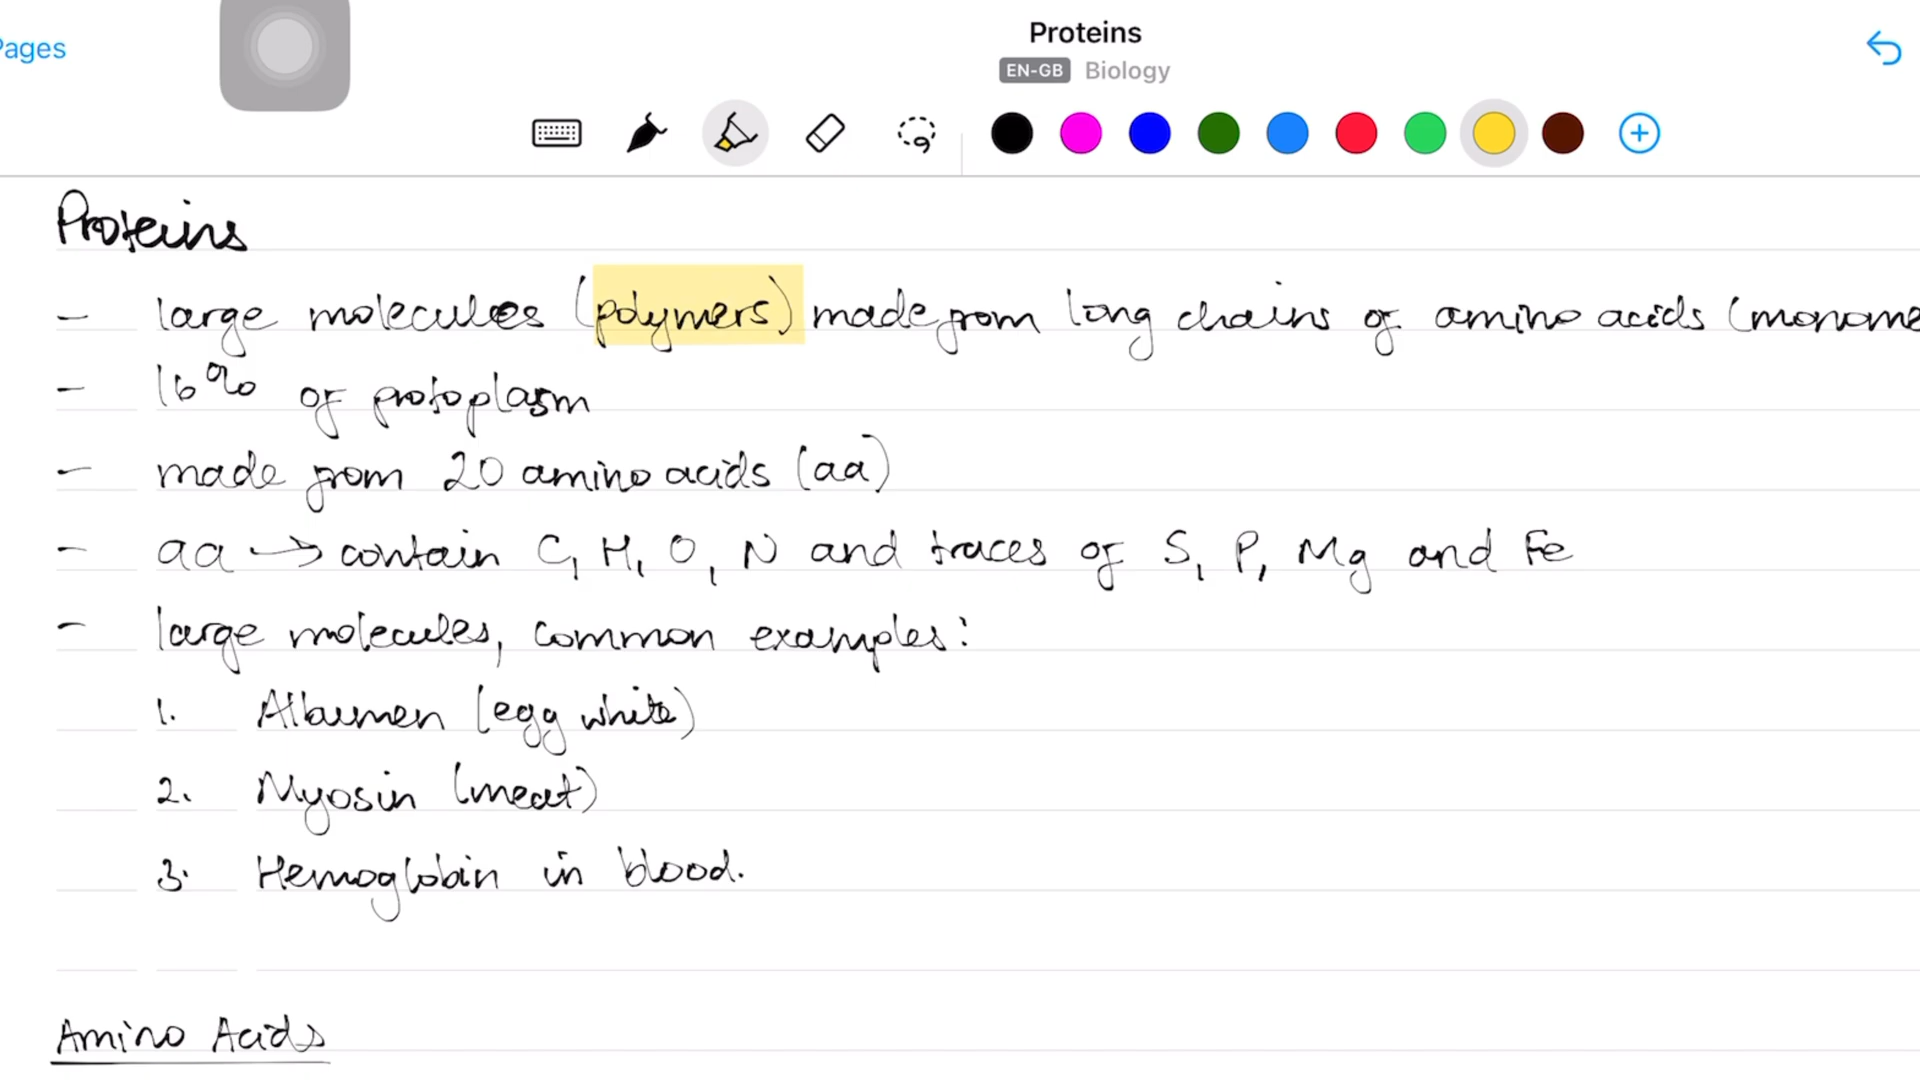 Pages
Proteins
EN-GB Biology
Proteins
- large molecules (polymers) made from long chains of amino acids (monome
- 16% of protoplasm
- made from 20 amino acids (aa)
- aa → contain C, H, O, N and traces of S, P, Mg and Fe
- large molecules, common examples:
1. Albumen (egg white)
2. Myosin (meat)
3. Hemoglobin in blood.
Amino Acids